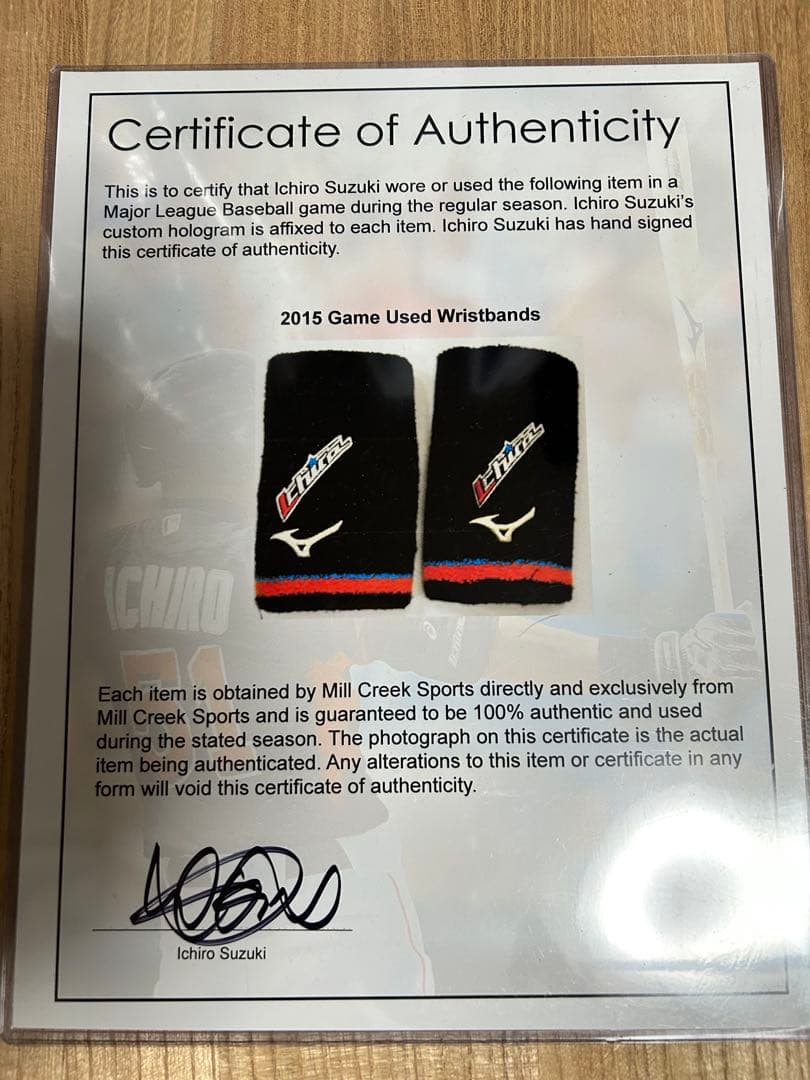 Certificate of Authenticity
This is to certify that Ichiro Suzuki wore or used the following item in a
Major League Baseball game during the regular season. Ichiro Suzuki's
custom hologram is affixed to each item. Ichiro Suzuki has hand signed
this certificate of authenticity.
2015 Game Used Wristbands
Ichiro
Ichiro
ICHIRO
51
Each item is obtained by Mill Creek Sports directly and exclusively from
Mill Creek Sports and is guaranteed to be 100% authentic and used
during the stated season. The photograph on this certificate is the actual
item being authenticated. Any alterations to this item or certificate in any
form will void this certificate of authenticity.
Ichiro Suzuki